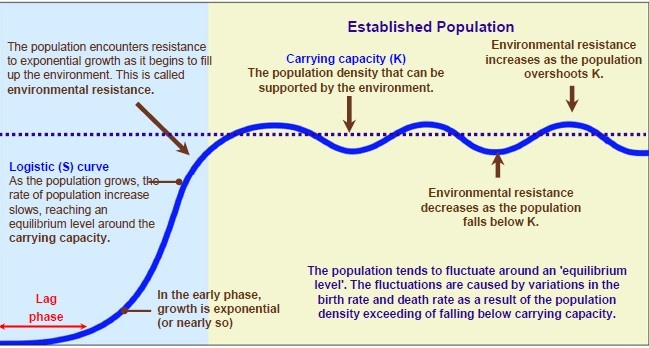 Established Population
The population encounters resistance
to exponential growth as it begins to fill
up the environment. This is called
environmental resistance.
Carrying capacity (K)
The population density that can be
supported by the environment.
Environmental resistance
increases as the population
overshoots K.
Logistic (S) curve
As the population grows, the
rate of population increase
slows, reaching an
equilibrium level around the
carrying capacity.
Environmental resistance
decreases as the population
falls below K.
Lag
phase
In the early phase,
growth is exponential
(or nearly so)
The population tends to fluctuate around an 'equilibrium
level'. The fluctuations are caused by variations in the
birth rate and death rate as a result of the population
density exceeding of falling below carrying capacity.